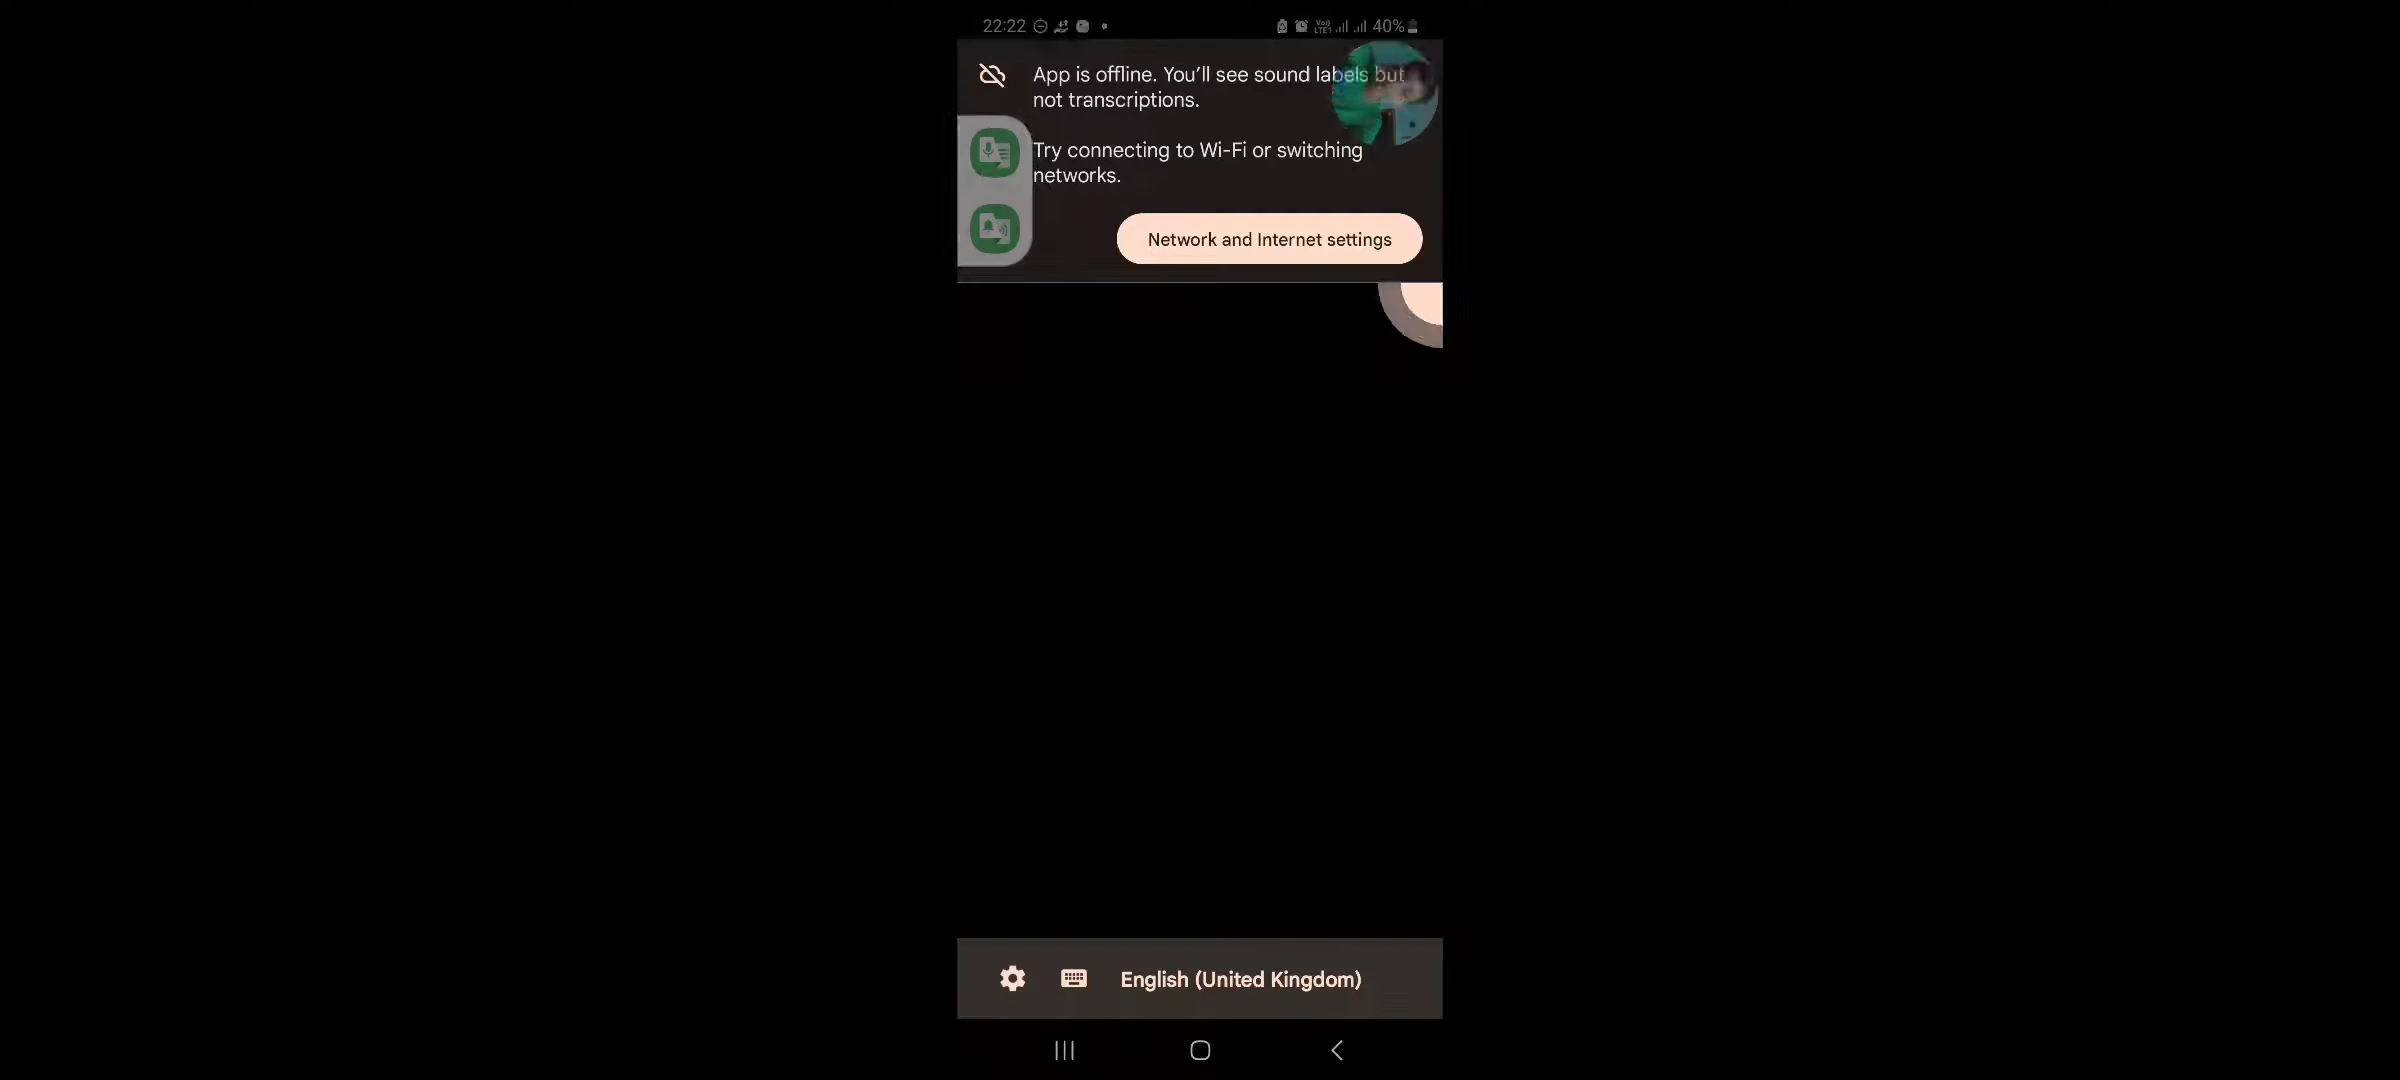 22:22 40%
App is offline. You'll see sound labels but
not transcriptions.
Try connecting to Wi-Fi or switching
networks.
Network and Internet settings
English (United Kingdom)